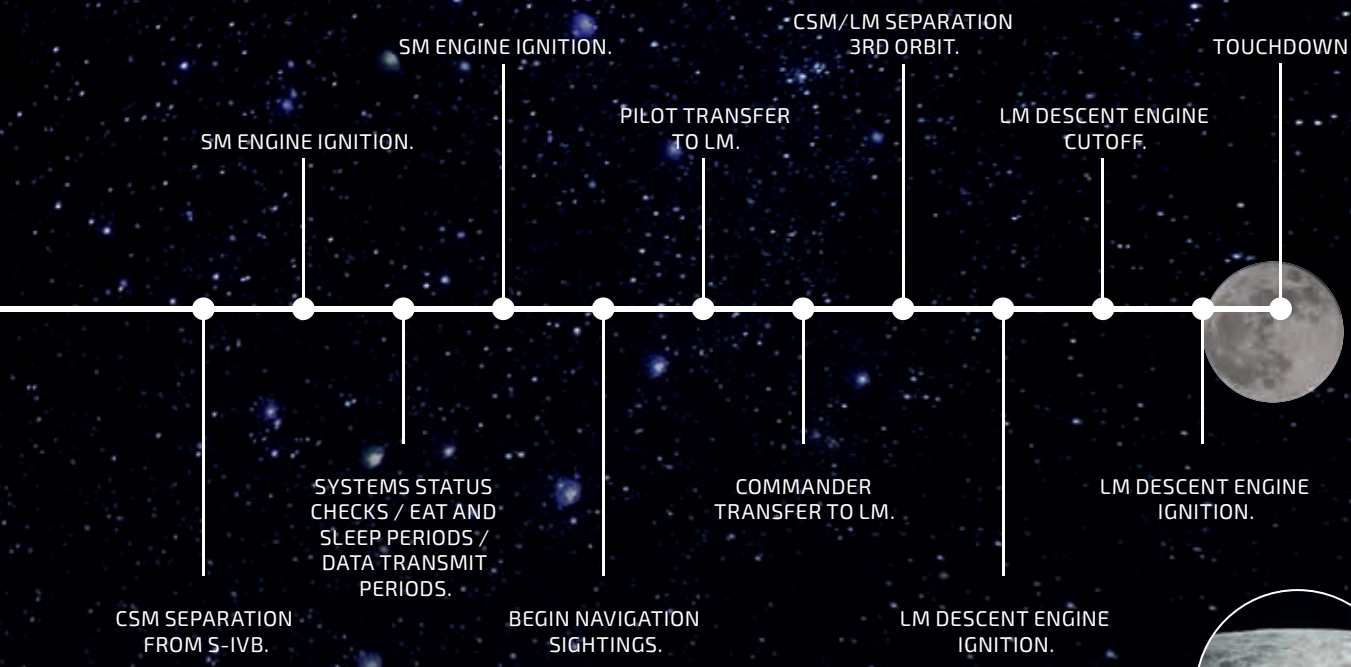 CSM/LM SEPARATION
3RD ORBIT.
SM ENGINE IGNITION.
TOUCHDOWN
PILOT TRANSFER
TO LM.
LM DESCENT ENGINE
CUTOFF.
SM ENGINE IGNITION.
SYSTEMS STATUS
CHECKS / EAT AND
SLEEP PERIODS /
DATA TRANSMIT
PERIODS.
COMMANDER
TRANSFER TO LM.
LM DESCENT ENGINE
IGNITION.
CSM SEPARATION
FROM S-IVB.
BEGIN NAVIGATION
SIGHTINGS.
LM DESCENT ENGINE
IGNITION.